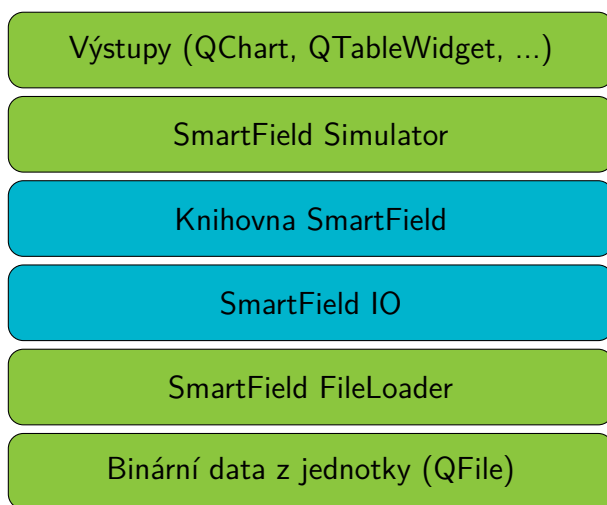 Výstupy (QChart, QTableWidget, ...)
SmartField Simulator
Knihovna SmartField
SmartField IO
SmartField FileLoader
Binární data z jednotky (QFile)